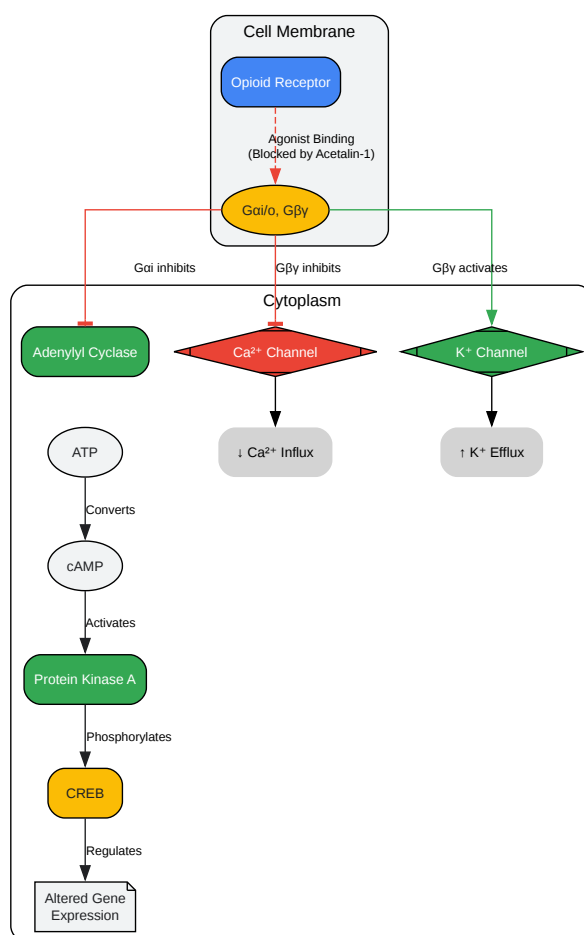 Cell Membrane
Opioid Receptor
Agonist Binding
(Blocked by Acetalin-1)
Gαi/o, Gβγ
Gαi inhibits
Gβγ inhibits
Gβγ activates
Cytoplasm
Adenylyl Cyclase
Ca²⁺ Channel
K⁺ Channel
ATP
↓ Ca²⁺ Influx
↑ K⁺ Efflux
Converts
cAMP
Activates
Protein Kinase A
Phosphorylates
CREB
Regulates
Altered Gene
Expression